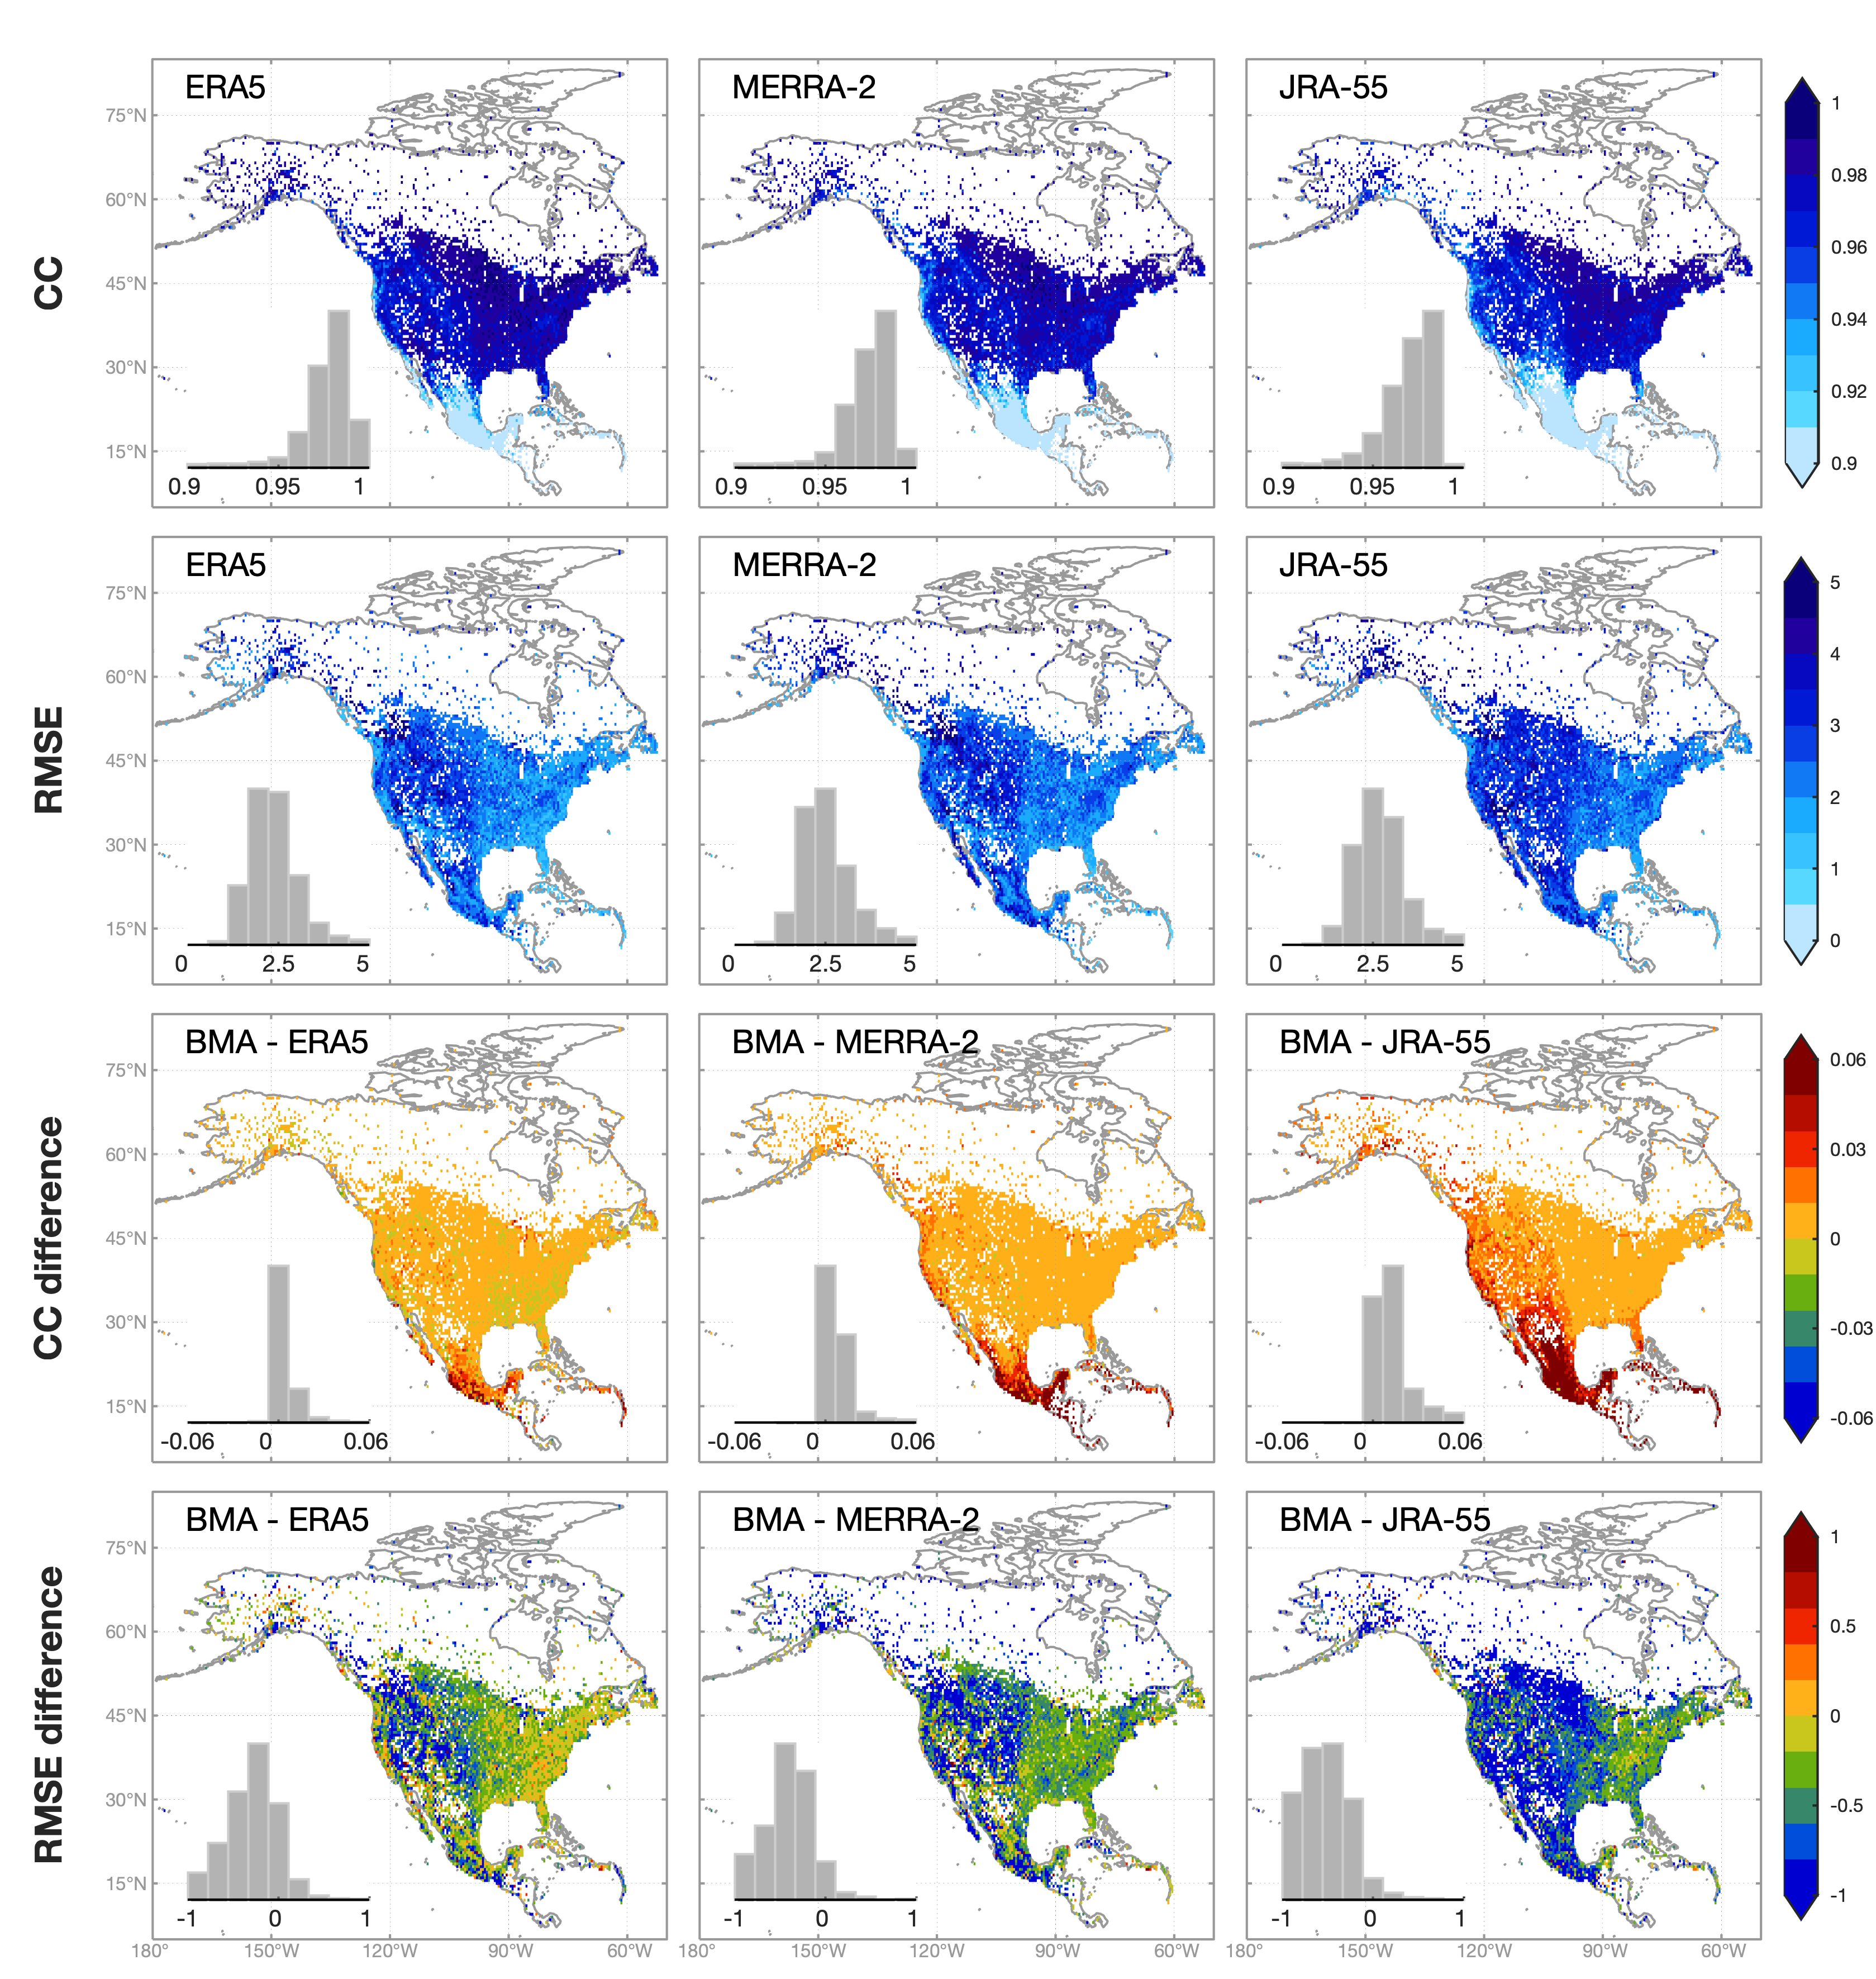 CC
ERA5
MERRA-2
JRA-55
75°N
60°N
45°N
30°N
15°N
0.9 0.95 1
0.9 0.95 1
0.9 0.95 1
1
0.98
0.96
0.94
0.92
0.9
RMSE
ERA5
MERRA-2
JRA-55
75°N
60°N
45°N
30°N
15°N
0 2.5 5
0 2.5 5
0 2.5 5
5
4
3
2
1
0
CC difference
BMA - ERA5
BMA - MERRA-2
BMA - JRA-55
75°N
60°N
45°N
30°N
15°N
-0.06 0 0.06
-0.06 0 0.06
-0.06 0 0.06
0.06
0.03
0
-0.03
-0.06
RMSE difference
BMA - ERA5
BMA - MERRA-2
BMA - JRA-55
75°N
60°N
45°N
30°N
15°N
-1 0 1
-1 0 1
-1 0 1
1
0.5
0
-0.5
-1
180° 150°W 120°W 90°W 60°W
180° 150°W 120°W 90°W 60°W
180° 150°W 120°W 90°W 60°W